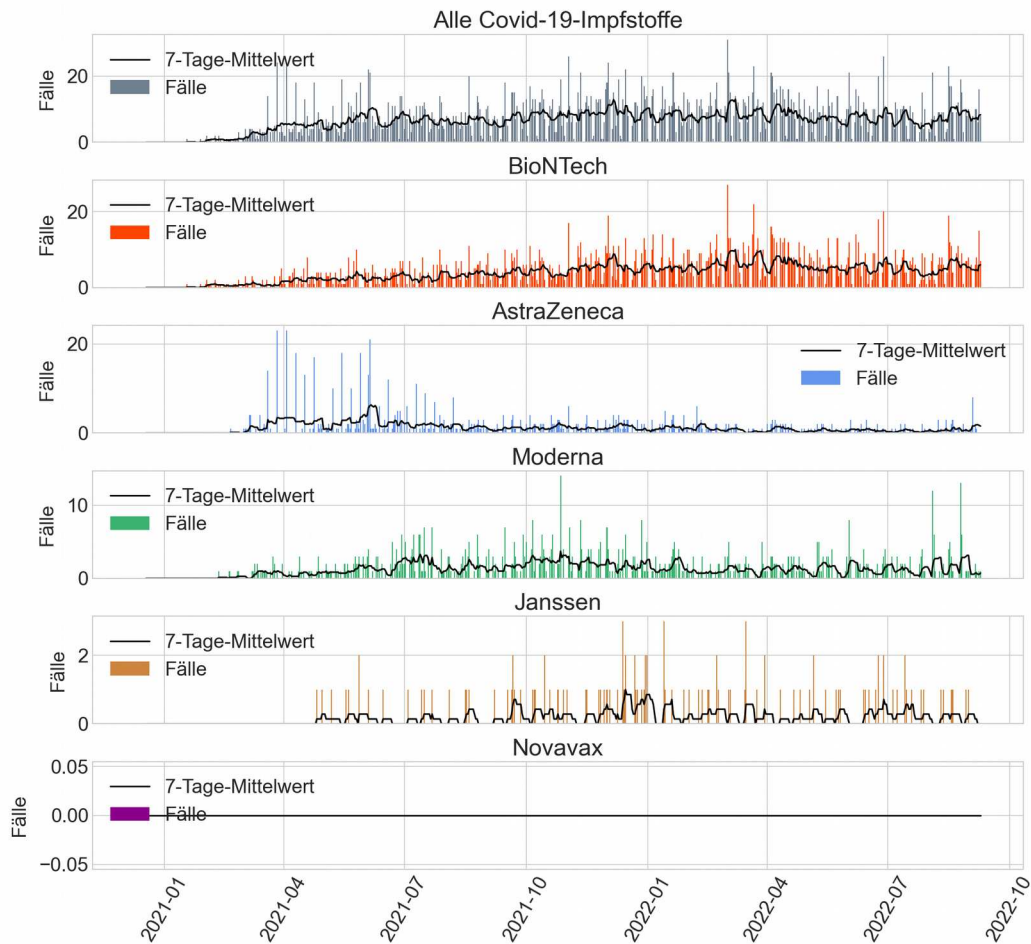 Alle Covid-19-Impfstoffe
Fälle
20
0
7-Tage-Mittelwert
Fälle
BioNTech
Fälle
20
0
7-Tage-Mittelwert
Fälle
AstraZeneca
Fälle
20
0
7-Tage-Mittelwert
Fälle
Moderna
Fälle
10
0
7-Tage-Mittelwert
Fälle
Janssen
Fälle
2
0
7-Tage-Mittelwert
Fälle
Novavax
Fälle
0.05
0.00
−0.05
7-Tage-Mittelwert
Fälle
2021-01
2021-04
2021-07
2021-10
2022-01
2022-04
2022-07
2022-10